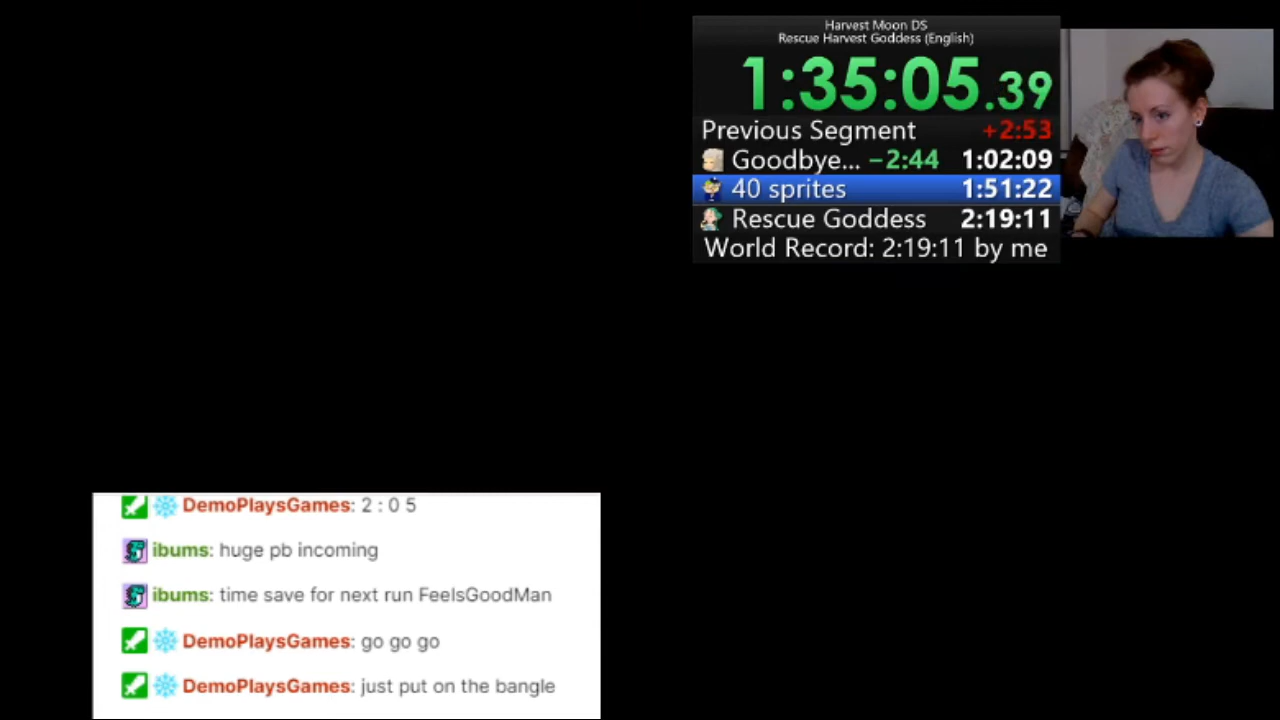 Harvest Moon DS
Rescue Harvest Goddess (English)
1:35:05.39
Previous Segment +2:53
Goodbye... -2:44 1:02:09
40 sprites 1:51:22
Rescue Goddess 2:19:11
World Record: 2:19:11 by me
DemoPlaysGames: 2 : 0 5
ibums: huge pb incoming
ibums: time save for next run FeelsGoodMan
DemoPlaysGames: go go go
DemoPlaysGames: just put on the bangle